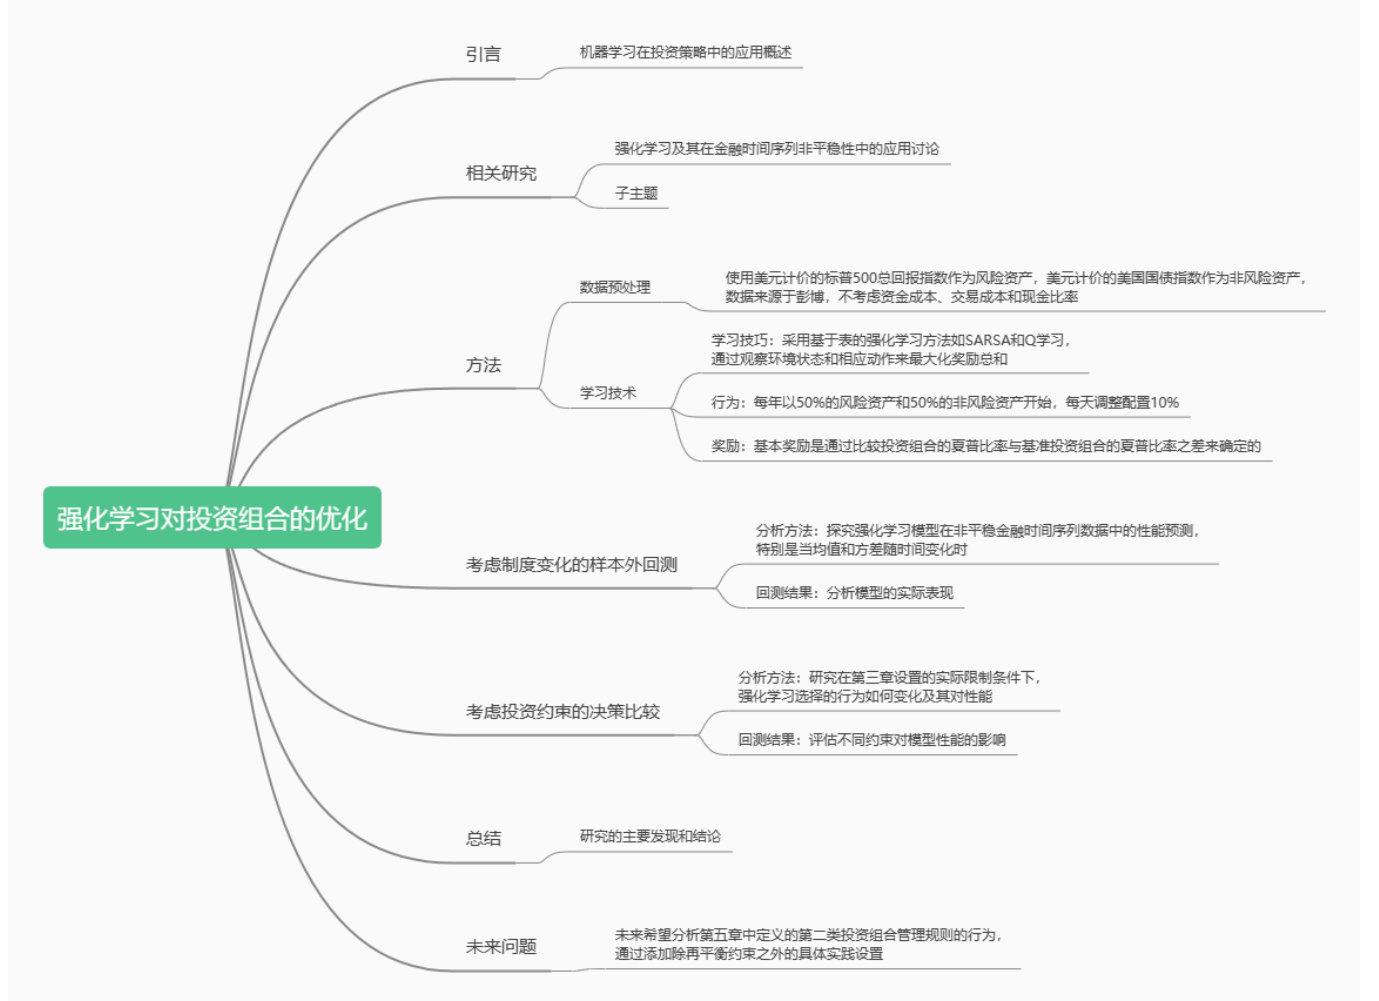 引言
机器学习在投资策略中的应用概述
相关研究
强化学习及其在金融时间序列非平稳性中的应用讨论
子主题
方法
数据预处理
使用美元计价的标普500总回报指数作为风险资产，美元计价的美国国债指数作为非风险资产，
数据来源于彭博，不考虑资金成本、交易成本和现金比率
学习技术
学习技巧：采用基于表的强化学习方法如SARSA和Q学习，
通过观察环境状态和相应动作来最大化奖励总和
行为：每年以50%的风险资产和50%的非风险资产开始，每天调整配置10%
奖励：基本奖励是通过比较投资组合的夏普比率与基准投资组合的夏普比率之差来确定的
强化学习对投资组合的优化
考虑制度变化的样本外回测
分析方法：探究强化学习模型在非平稳金融时间序列数据中的性能预测，
特别是当均值和方差随时间变化时
回测结果：分析模型的实际表现
考虑投资约束的决策比较
分析方法：研究在第三章设置的实际限制条件下，
强化学习选择的行为如何变化及其对性能
回测结果：评估不同约束对模型性能的影响
总结
研究的主要发现和结论
未来问题
未来希望分析第五章中定义的第二类投资组合管理规则的行为，
通过添加除再平衡约束之外的具体实践设置